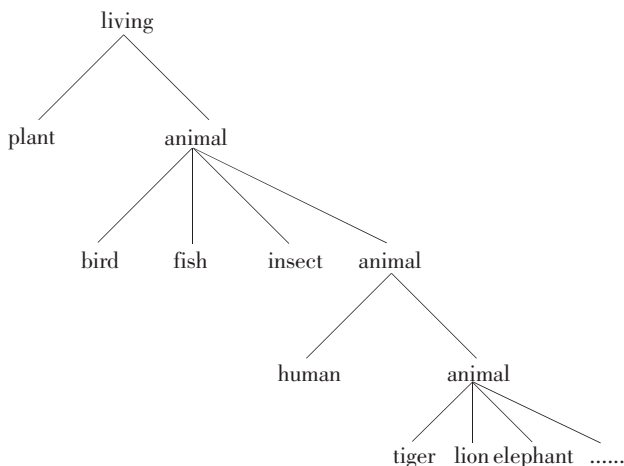 living
plant animal
bird fish insect animal
human animal
tiger lion elephant ......